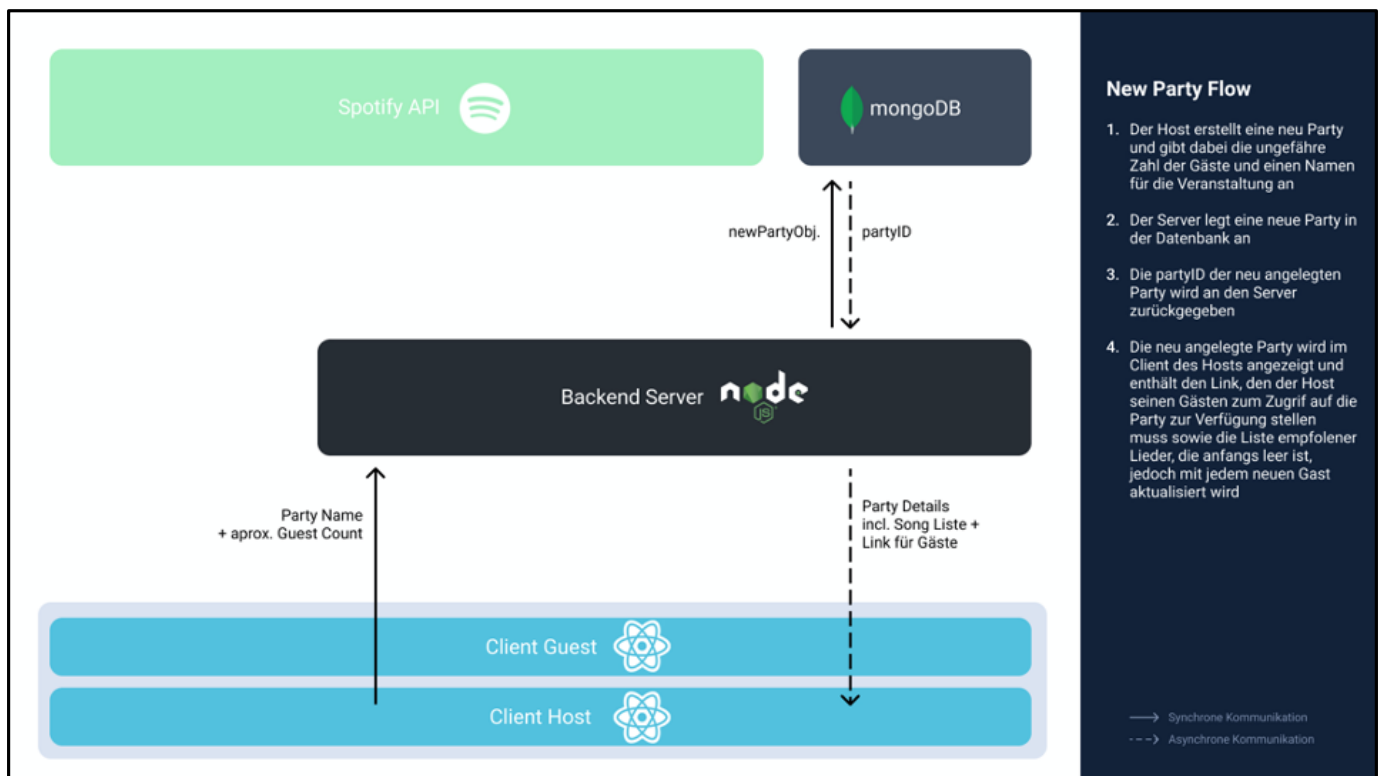 Spotify API
mongoDB
newPartyObj.
partyID
Backend Server
node
JS
Party Name
+ aprox. Guest Count
Party Details
incl. Song Liste +
Link für Gäste
Client Guest
Client Host
New Party Flow
1. Der Host erstellt eine neu Party
und gibt dabei die ungefähre
Zahl der Gäste und einen Namen
für die Veranstaltung an
2. Der Server legt eine neue Party in
der Datenbank an
3. Die partyID der neu angelegten
Party wird an den Server
zurückgegeben
4. Die neu angelegte Party wird im
Client des Hosts angezeigt und
enthält den Link, den der Host
seinen Gästen zum Zugrif auf die
Party zur Verfügung stellen
muss sowie die Liste empfolener
Lieder, die anfangs leer ist,
jedoch mit jedem neuen Gast
aktualisiert wird
Synchrone Kommunikation
Asynchrone Kommunikation